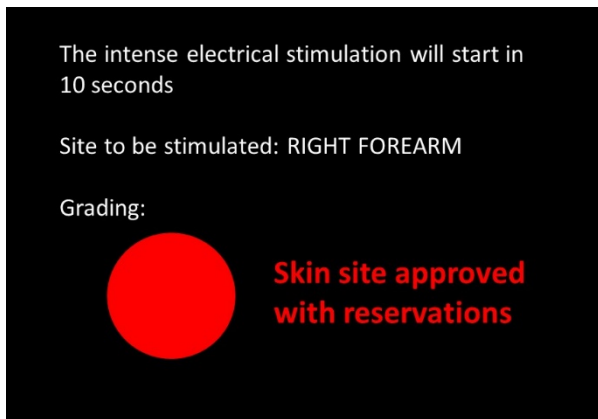 The intense electrical stimulation will start in
10 seconds
Site to be stimulated: RIGHT FOREARM
Grading:
Skin site approved
with reservations